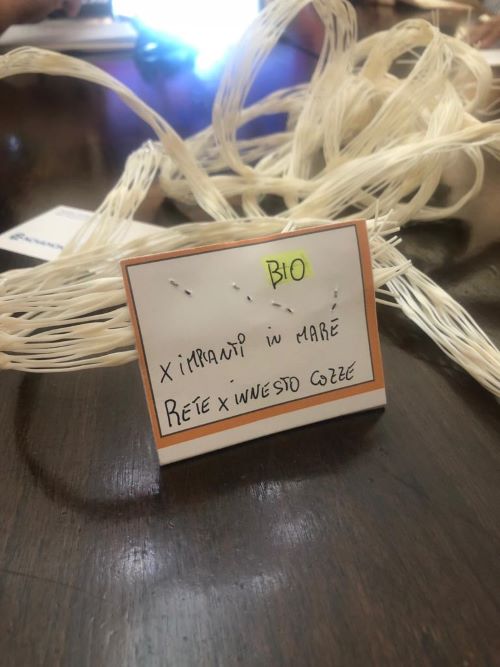 BIO
X IMPIANTI IN MARE
RETE X INNESTO COZZE